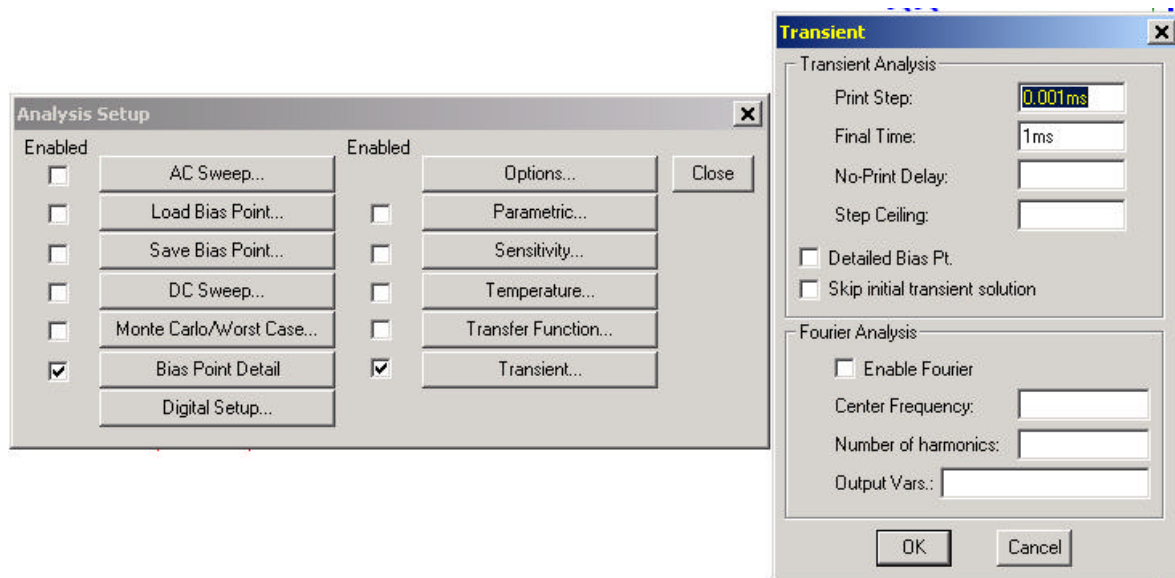 Analysis Setup
Enabled
Enabled
AC Sweep...
Options...
Close
Load Bias Point...
Parametric...
Save Bias Point...
Sensitivity...
DC Sweep...
Temperature...
Monte Carlo/Worst Case...
Transfer Function...
Bias Point Detail
Transient...
Digital Setup...
Transient
Transient Analysis
Print Step: 0.001ms
Final Time: 1ms
No-Print Delay:
Step Ceiling:
Detailed Bias Pt.
Skip initial transient solution
Fourier Analysis
Enable Fourier
Center Frequency:
Number of harmonics:
Output Vars.:
OK
Cancel